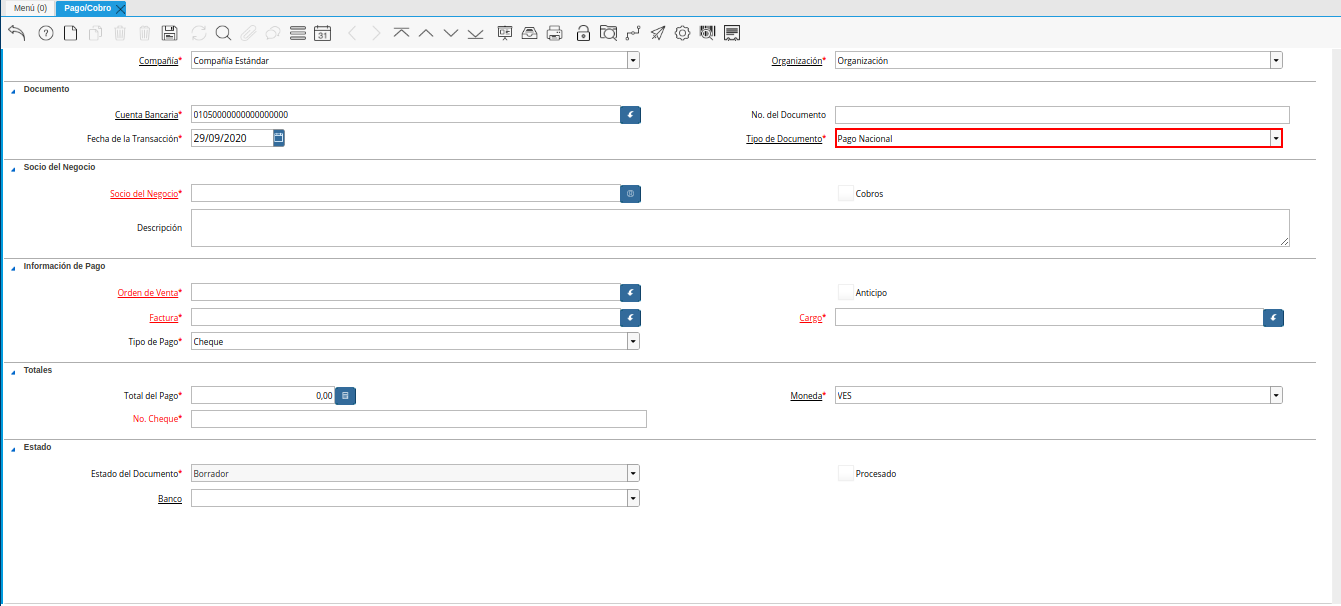 Menú (0) Pago/Cobro
31
Compañía* Compañía Estándar Organización* Organización
Documento
Cuenta Bancaria* 01050000000000000000 No. del Documento
Fecha de la Transacción* 29/09/2020 Tipo de Documento* Pago Nacional
Socio del Negocio
Socio del Negocio* Cobros
Descripción
Información de Pago
Orden de Venta* Anticipo
Factura* Cargo*
Tipo de Pago* Cheque
Totales
Total del Pago* 0,00 Moneda* VES
No. Cheque*
Estado
Estado del Documento* Borrador Procesado
Banco